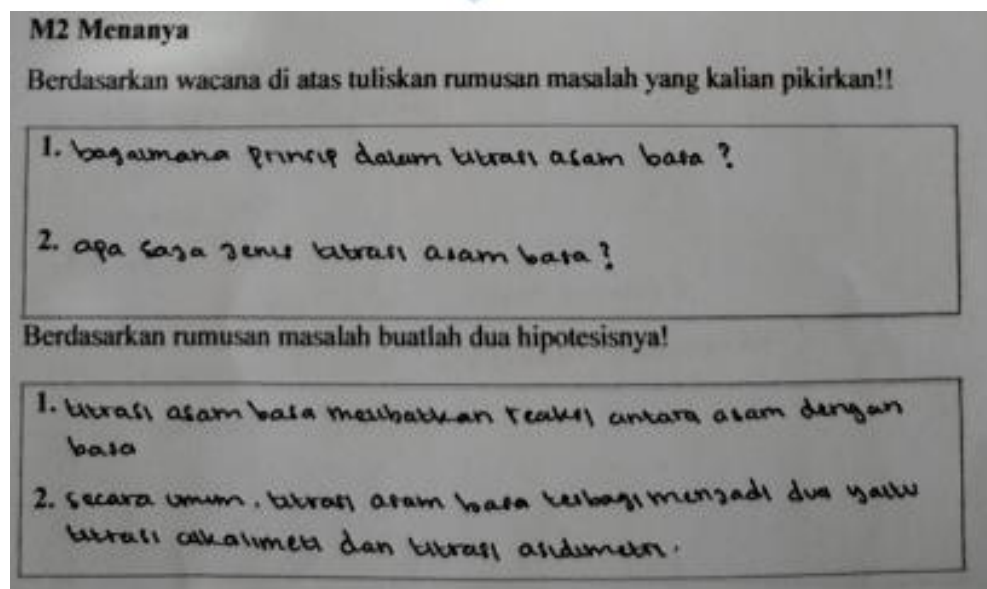 M2 Menanya
Berdasarkan wacana di atas tuliskan rumusan masalah yang kalian pikirkan!!
1. bagaimana prinsip dalam titrasi asam basa ?
2. apa saja jenis titrasi asam basa ?
Berdasarkan rumusan masalah buatlah dua hipotesisnya!
1. titrasi asam basa melibatkan reaksi antara asam dengan
basa
2. secara umum, titrasi asam basa terbagi menjadi dua yaitu
titrasi alkalimetri dan titrasi asidimetri.